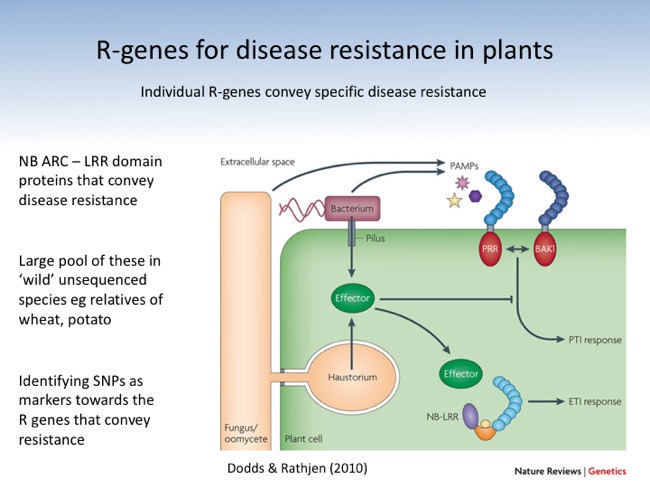 R-genes for disease resistance in plants
Individual R-genes convey specific disease resistance
NB ARC – LRR domain
proteins that convey
disease resistance
Large pool of these in
‘wild’ unsequenced
species eg relatives of
wheat, potato
Identifying SNPs as
markers towards the
R genes that convey
resistance
Extracellular space
PAMPs
Bacterium
Pilus
PRR
BAK1
Effector
PTI response
Haustorium
Effector
NB-LRR
ETI response
Fungus/
oomycete
Plant cell
Dodds & Rathjen (2010)
Nature Reviews | Genetics